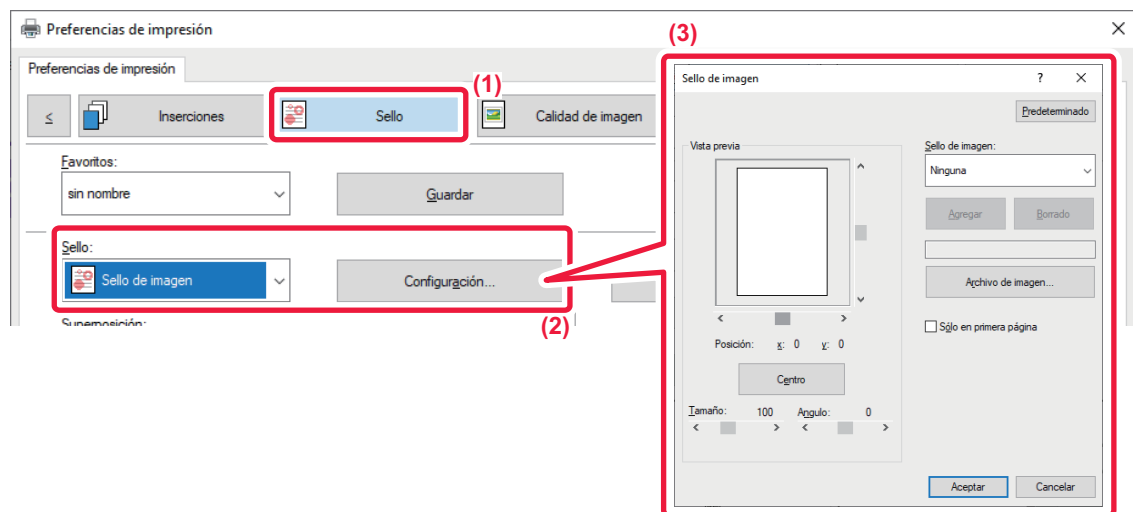 Preferencias de impresión
Preferencias de impresión
(1)
<
Inserciones
Sello
Calidad de imagen
Favoritos:
sin nombre
Guardar
Sello:
Sello de imagen
Configuración...
(2)
Superposición:
(3)
Sello de imagen
?
Predeterminado
Vista previa
Posición: x: 0 y: 0
Centro
Tamaño: 100 Angulo: 0
Sello de imagen:
Ninguna
Agregar Borrado
Archivo de imagen...
Sólo en primera página
Aceptar Cancelar